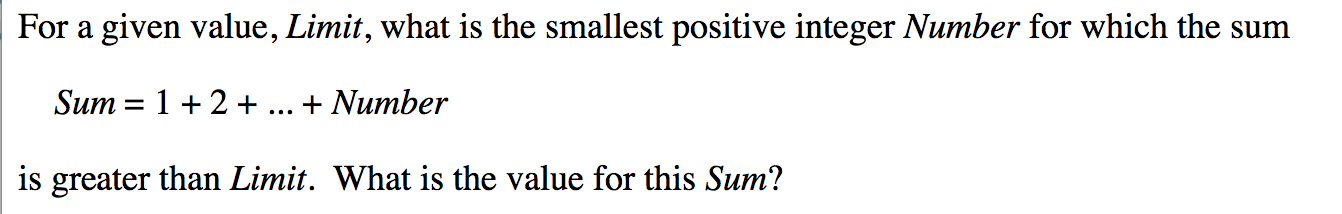 For a given value, Limit, what is the smallest positive integer Number for which the sum
Sum = 1 + 2 + ... + Number
is greater than Limit.  What is the value for this Sum?